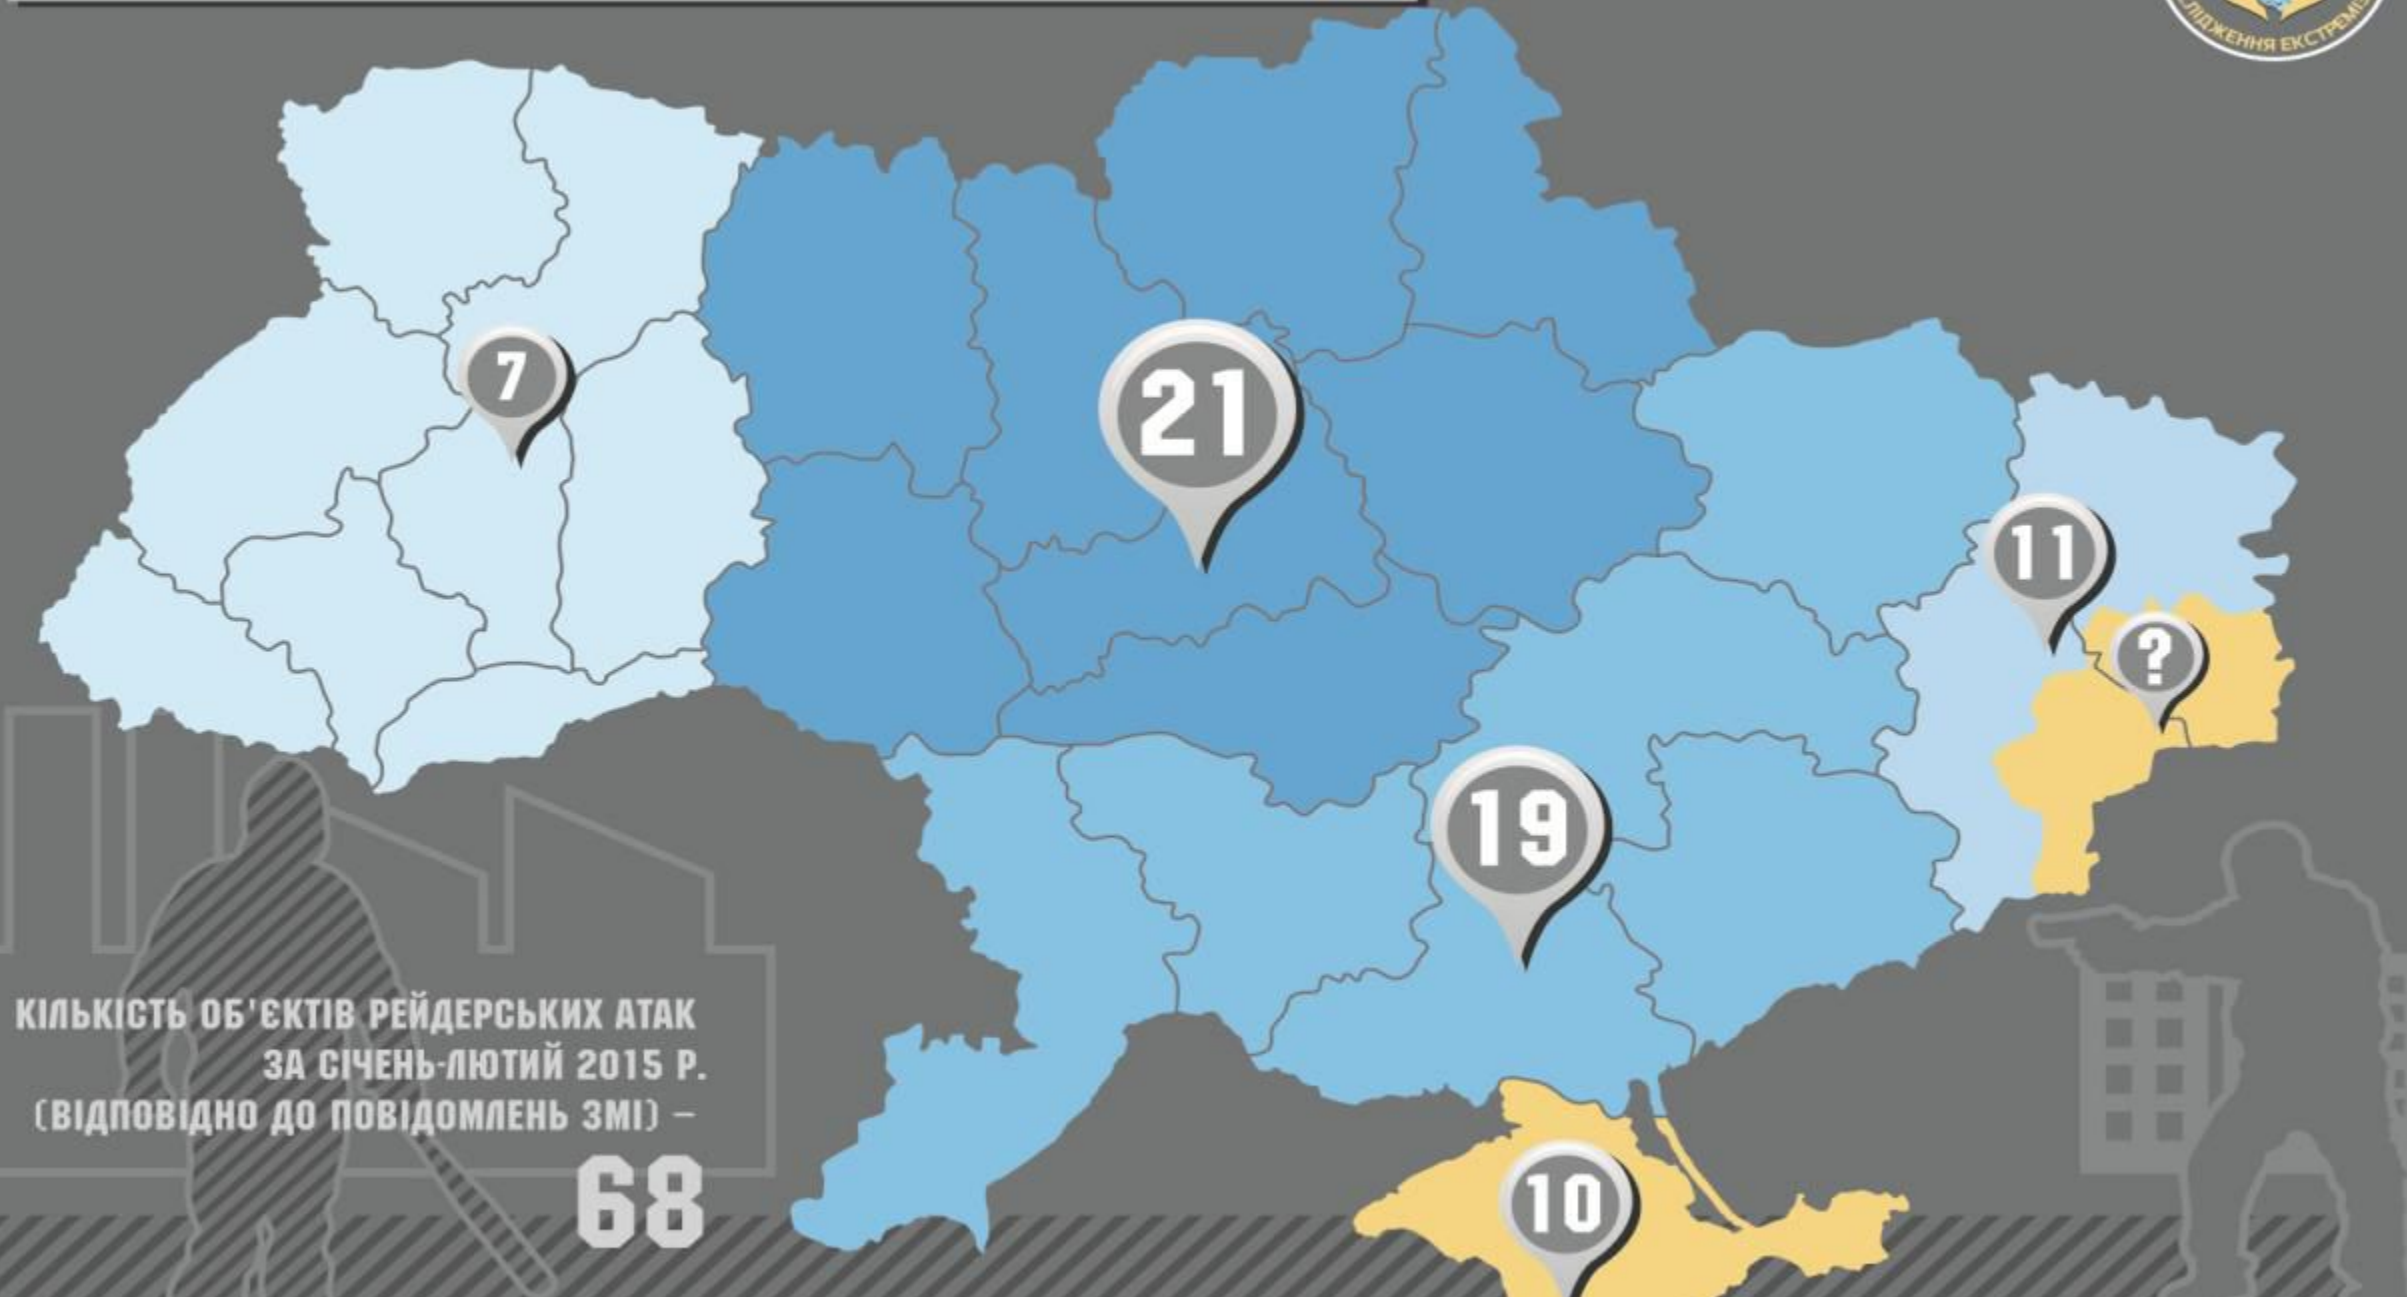 ЕКСТРЕМІЗ
7
21
11
?
19
10
КІЛЬКІСТЬ ОБ'ЄКТІВ РЕЙДЕРСЬКИХ АТАК
ЗА СІЧЕНЬ-ЛЮТИЙ 2015 Р.
(ВІДПОВІДНО ДО ПОВІДОМЛЕНЬ ЗМІ) –
68